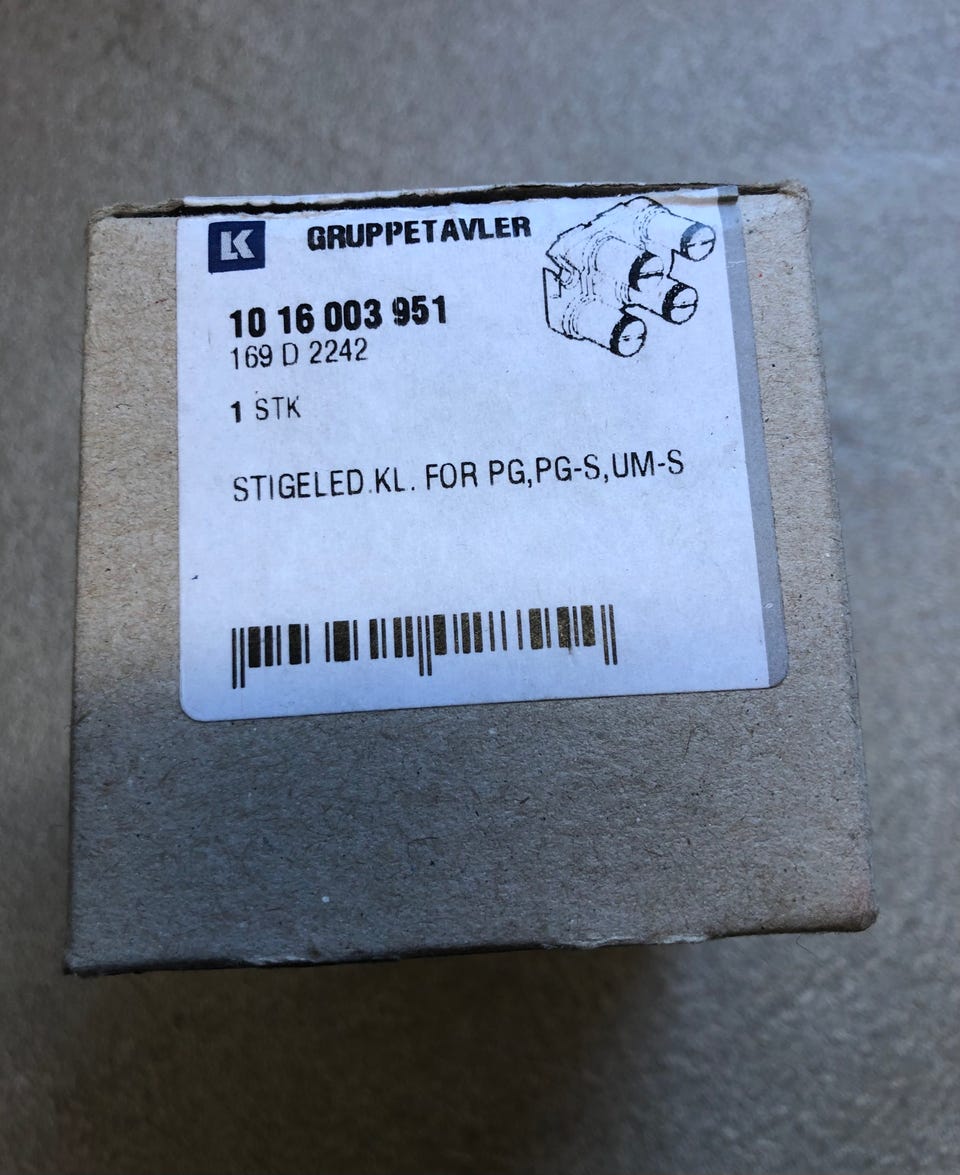 LK GRUPPETAVLER
10 16 003 951
169 D 2242
1 STK
STIGELED.KL. FOR PG,PG-S,UM-S